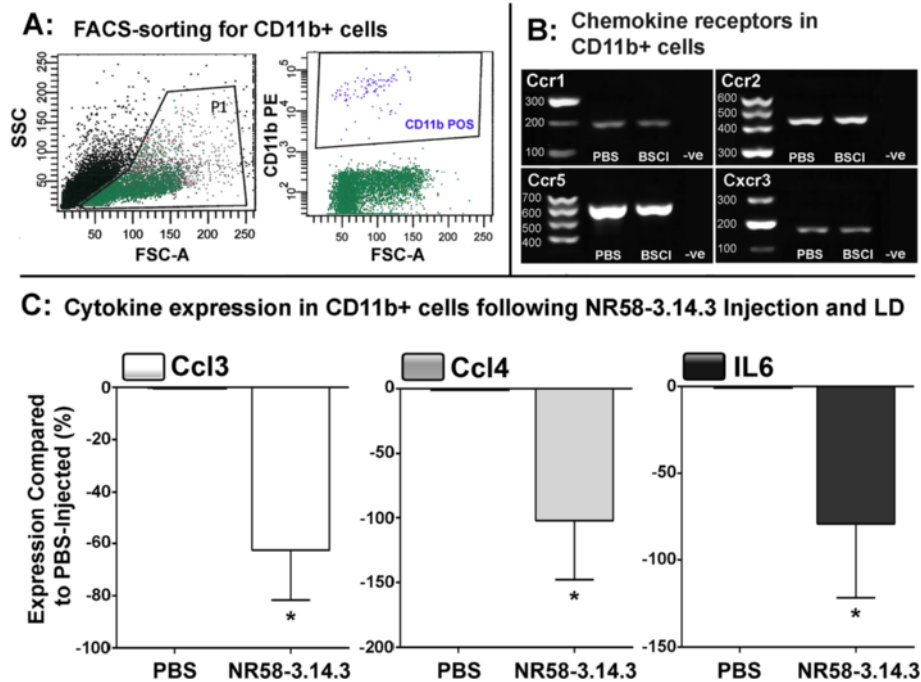 A: FACS-sorting for CD11b+ cells
SSC
250
200
150
100
50
P1
50 100 150 200 250
FSC-A
CD11b PE
10^5
10^4
10^3
10^2
CD11b POS
50 100 150 200 250
FSC-A
B: Chemokine receptors in
CD11b+ cells
Ccr1
300
200
100
PBS BSCI -ve
Ccr2
600
500
400
300
PBS BSCI -ve
Ccr5
700
600
500
400
PBS BSCI -ve
Cxcr3
300
200
100
PBS BSCI -ve
C: Cytokine expression in CD11b+ cells following NR58-3.14.3 Injection and LD
Expression Compared
to PBS-Injected (%)
Ccl3
0
-20
-40
-60
-80
-100
*
PBS NR58-3.14.3
Ccl4
0
-50
-100
-150
-200
*
PBS NR58-3.14.3
IL6
0
-50
-100
-150
*
PBS NR58-3.14.3